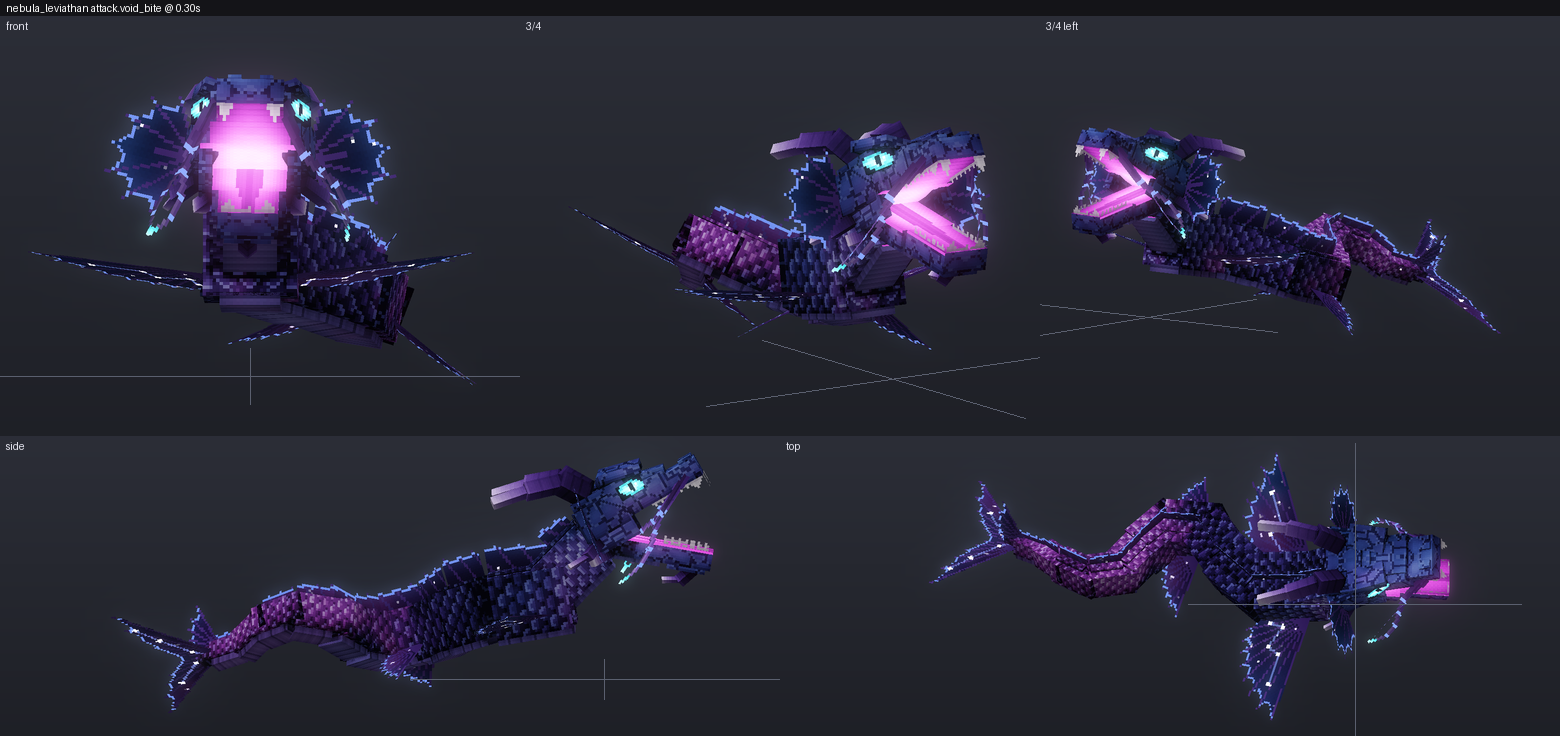 nebula_leviathan attack.void_bite @ 0.30s
front
3/4
3/4 left
side
top